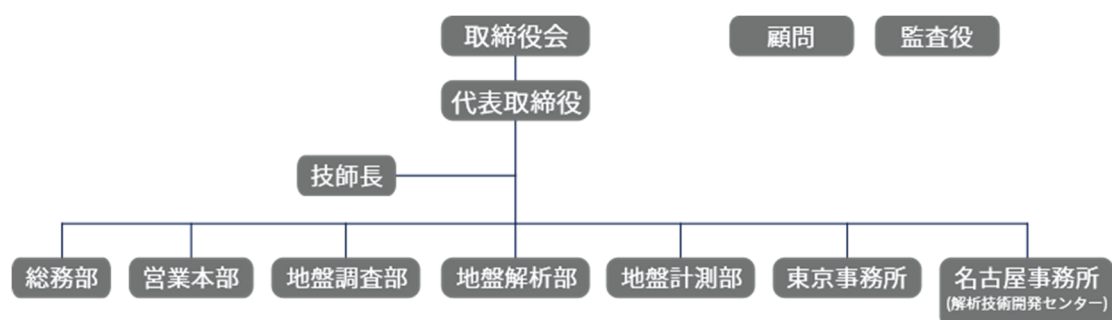 取締役会
顧問
監査役
代表取締役
技師長
総務部
営業本部
地盤調査部
地盤解析部
地盤計測部
東京事務所
名古屋事務所
(解析技術開発センター)